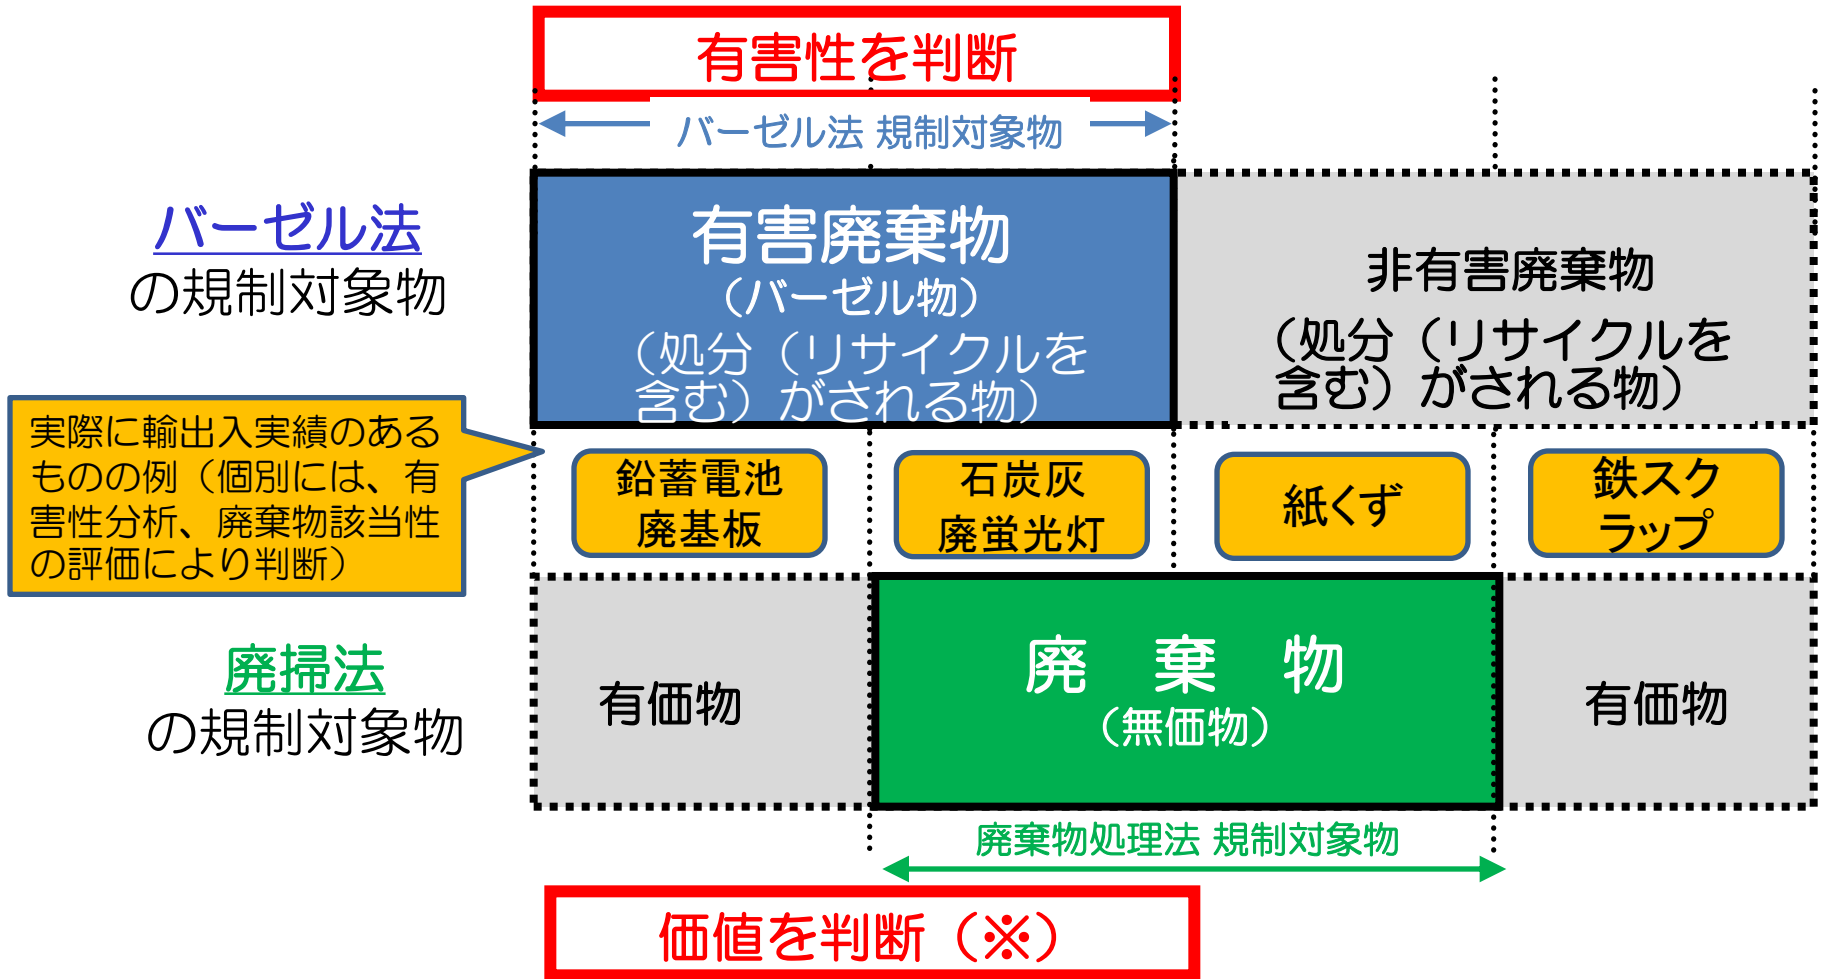 有害性を判断
バーゼル法 規制対象物
バーゼル法
の規制対象物
有害廃棄物
（バーゼル物）
（処分（リサイクルを
含む）がされる物）
非有害廃棄物
（処分（リサイクルを
含む）がされる物）
実際に輸出入実績のある
ものの例（個別には、有
害性分析、廃棄物該当性
の評価により判断）
鉛蓄電池
廃基板
石炭灰
廃蛍光灯
紙くず
鉄スク
ラップ
廃掃法
の規制対象物
有価物
廃　棄　物
（無価物）
有価物
廃棄物処理法 規制対象物
価値を判断（※）